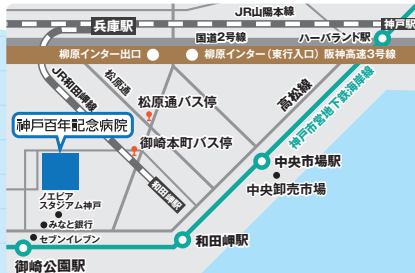 JR山陽本線
兵庫駅
神戸駅
国道2号線
ハーバーランド駅
柳原インター出口
柳原インター(東行入口)
阪神高速3号線
JR和田岬線
松原通
松原通バス停
高松線
神戸市営地下鉄海岸線
神戸百年記念病院
御崎本町バス停
中央市場駅
和田岬駅
中央卸売市場
ノエビア
スタジアム神戸
みなと銀行
セブンイレブン
和田岬駅
御崎公園駅